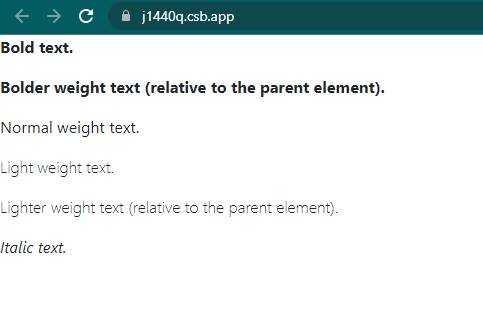 j1440q.csb.app
Bold text.
Bolder weight text (relative to the parent element).
Normal weight text.
Light weight text.
Lighter weight text (relative to the parent element).
Italic text.